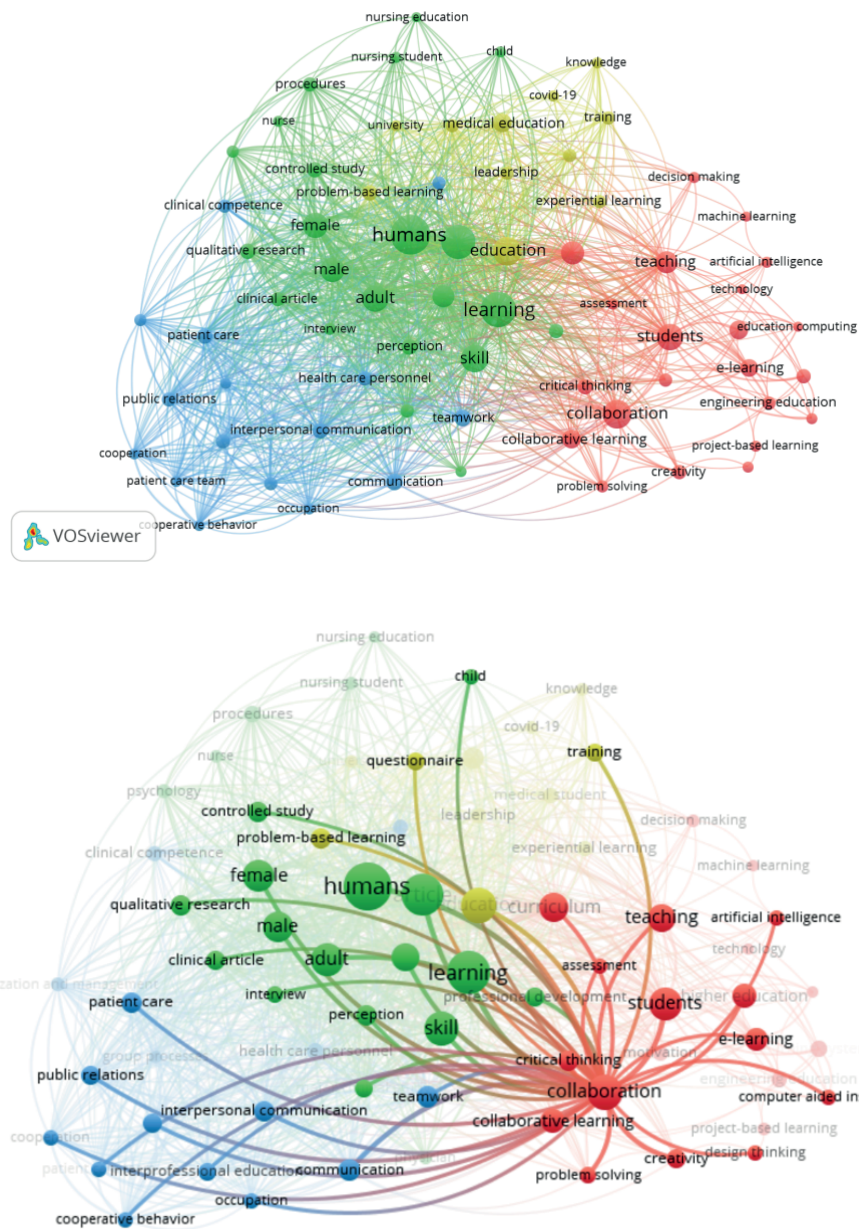 nursing education
child
nursing student
knowledge
procedures
covid-19
nurse
university
medical education
training
controlled study
leadership
decision making
problem-based learning
clinical competence
experiential learning
machine learning
female
humans
qualitative research
education
teaching
artificial intelligence
male
clinical article
adult
learning
assessment
technology
interview
education computing
patient care
perception
students
skill
e-learning
health care personnel
critical thinking
public relations
collaboration
engineering education
teamwork
interpersonal communication
collaborative learning
project-based learning
cooperation
creativity
patient care team
communication
problem solving
occupation
cooperative behavior
VOSviewer
nursing education
child
nursing student
knowledge
procedures
covid-19
training
nurse
questionnaire
psychology
medical student
controlled study
leadership
decision making
problem-based learning
clinical competence
experiential learning
machine learning
female
humans
article
qualitative research
education
curriculum
teaching
artificial intelligence
male
technology
clinical article
adult
learning
assessment
zation and management
interview
professional development
higher education
patient care
perception
students
skill
e-learning
group processes
health care personnel
critical thinking
motivation
public relations
engineering education
collaboration
teamwork
computer aided in
interpersonal communication
collaborative learning
project-based learning
cooperation
design thinking
physician
creativity
patient
interprofessional education
communication
problem solving
occupation
cooperative behavior